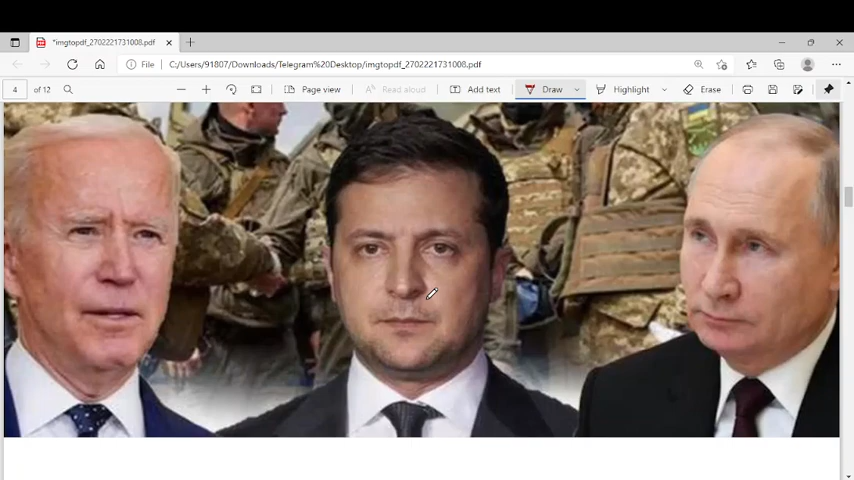 *imgtopdf_2702221731008.pdf
File C:/Users/91807/Downloads/Telegram%20Desktop/imgtopdf_2702221731008.pdf
4 of 12 Page view Read aloud Add text Draw Highlight Erase